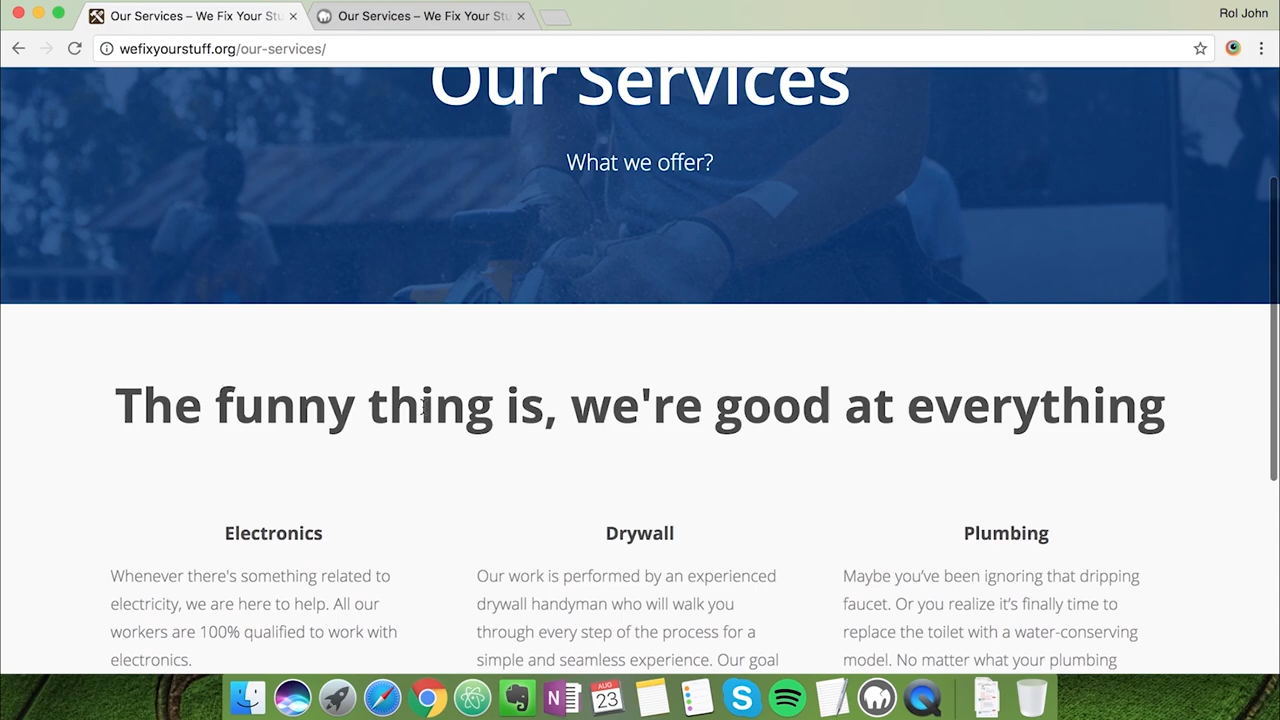 Our Services – We Fix Your Stu
Our Services – We Fix Your Stu
Rol John
wefixyourstuff.org/our-services/
Our Services
What we offer?
The funny thing is, we're good at everything
Electronics
Whenever there's something related to
electricity, we are here to help. All our
workers are 100% qualified to work with
electronics.
Drywall
Our work is performed by an experienced
drywall handyman who will walk you
through every step of the process for a
simple and seamless experience. Our goal
Plumbing
Maybe you’ve been ignoring that dripping
faucet. Or you realize it’s finally time to
replace the toilet with a water-conserving
model. No matter what your plumbing
AUG
23